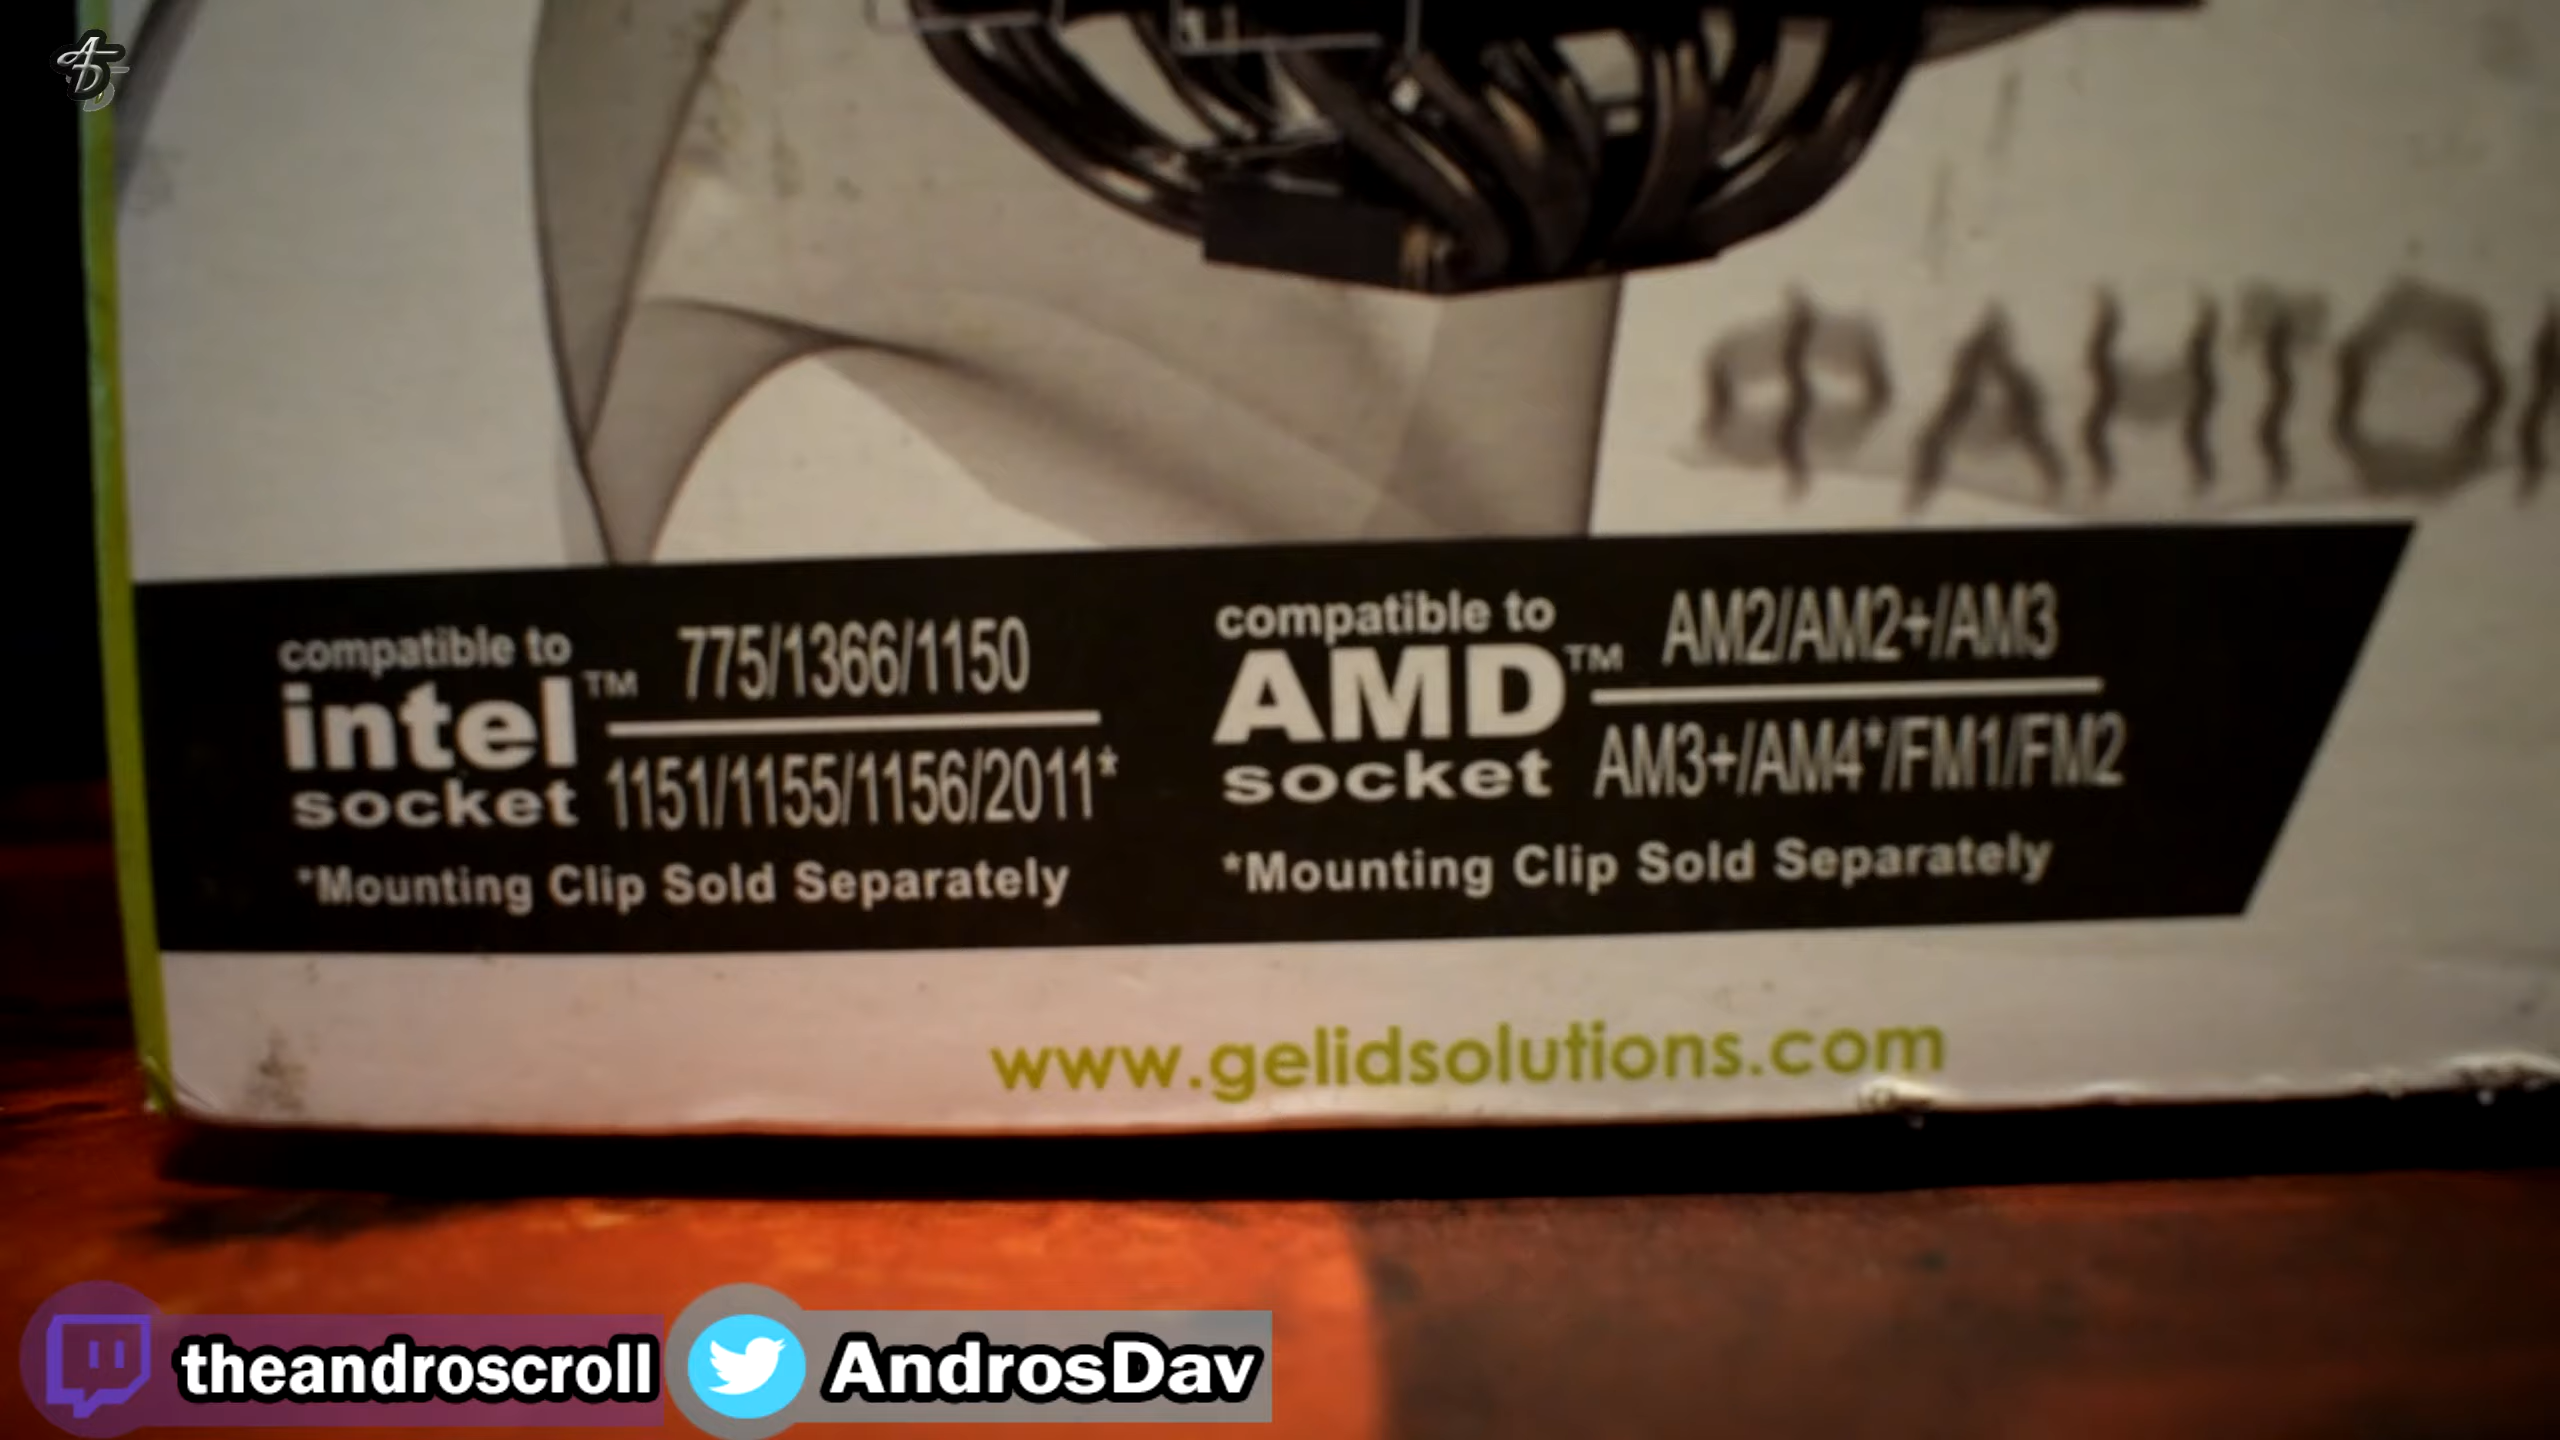 ФАНТО
compatible to
intel™
socket
775/1366/1150
1151/1155/1156/2011*
*Mounting Clip Sold Separately
compatible to
AMD™
socket
AM2/AM2+/AM3
AM3+/AM4*/FM1/FM2
*Mounting Clip Sold Separately
www.gelidsolutions.com
theandroscroll
AndrosDav